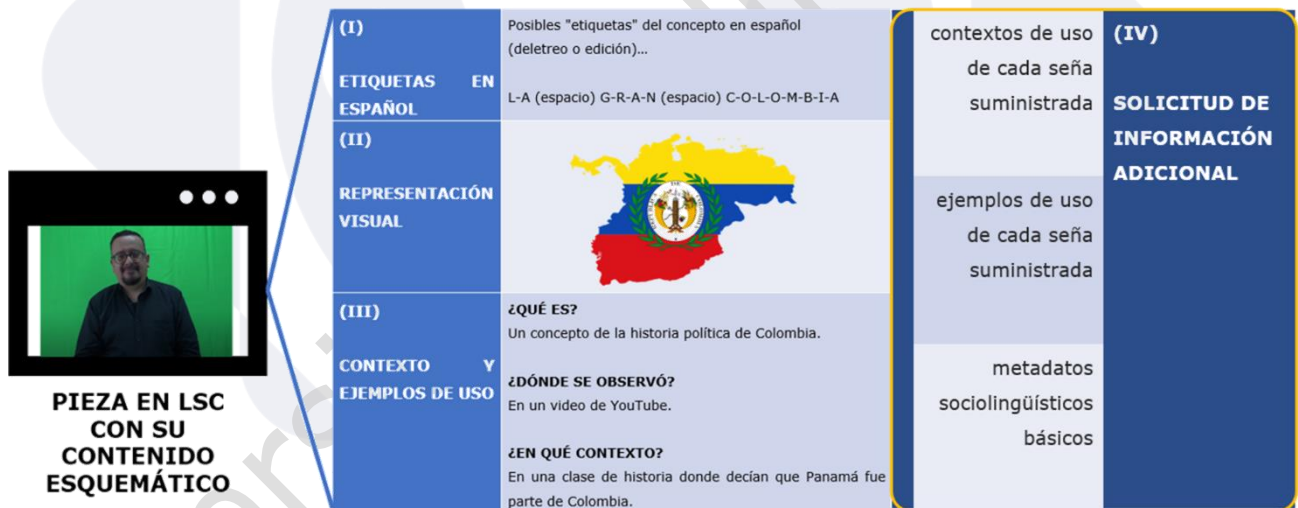 PIEZA EN LSC
CON SU
CONTENIDO
ESQUEMÁTICO
(I)
ETIQUETAS EN
ESPAÑOL
Posibles "etiquetas" del concepto en español
(deletreo o edición)...
L-A (espacio) G-R-A-N (espacio) C-O-L-O-M-B-I-A
(II)
REPRESENTACIÓN
VISUAL
(III)
CONTEXTO Y
EJEMPLOS DE USO
¿QUÉ ES?
Un concepto de la historia política de Colombia.
¿DÓNDE SE OBSERVÓ?
En un video de YouTube.
¿EN QUÉ CONTEXTO?
En una clase de historia donde decían que Panamá fue
parte de Colombia.
contextos de uso
de cada seña
suministrada
ejemplos de uso
de cada seña
suministrada
metadatos
sociolingüísticos
básicos
(IV)
SOLICITUD DE
INFORMACIÓN
ADICIONAL